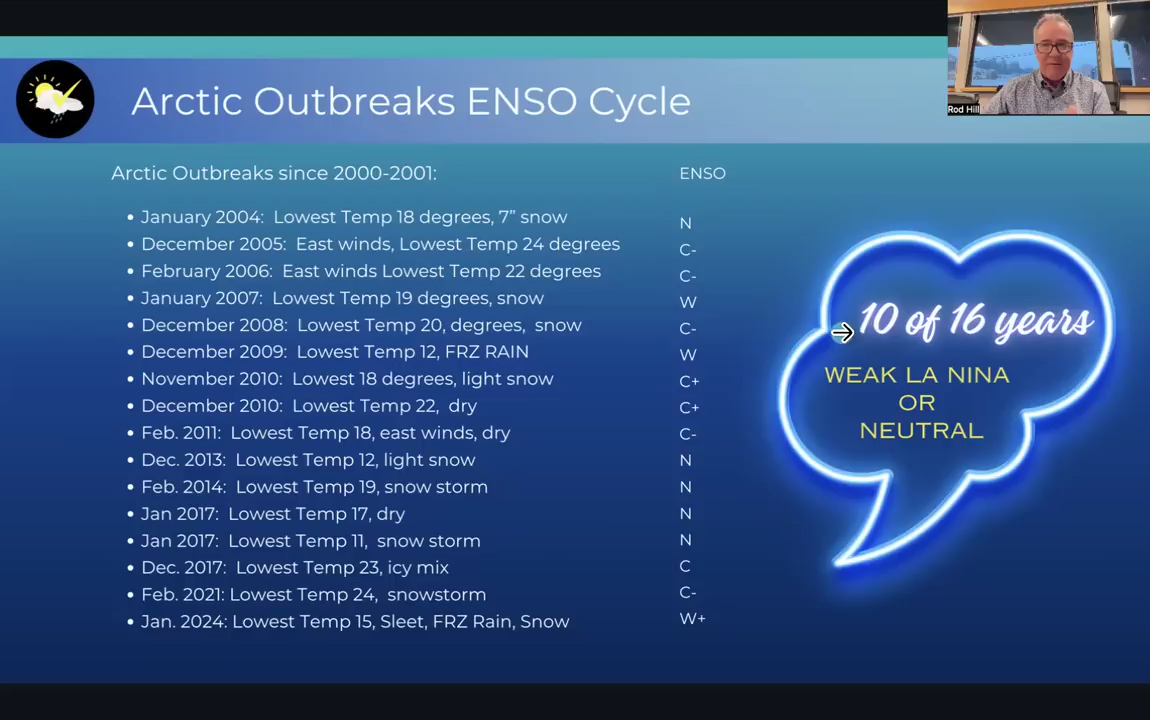 Arctic Outbreaks ENSO Cycle
Rod Hill
Arctic Outbreaks since 2000-2001:
ENSO
• January 2004: Lowest Temp 18 degrees, 7” snow
N
• December 2005: East winds, Lowest Temp 24 degrees
C-
• February 2006: East winds Lowest Temp 22 degrees
C-
• January 2007: Lowest Temp 19 degrees, snow
W
• December 2008: Lowest Temp 20, degrees, snow
C-
• December 2009: Lowest Temp 12, FRZ RAIN
W
• November 2010: Lowest 18 degrees, light snow
C+
• December 2010: Lowest Temp 22, dry
C+
• Feb. 2011: Lowest Temp 18, east winds, dry
C-
• Dec. 2013: Lowest Temp 12, light snow
N
• Feb. 2014: Lowest Temp 19, snow storm
N
• Jan 2017: Lowest Temp 17, dry
N
• Jan 2017: Lowest Temp 11, snow storm
N
• Dec. 2017: Lowest Temp 23, icy mix
C
• Feb. 2021: Lowest Temp 24, snowstorm
C-
• Jan. 2024: Lowest Temp 15, Sleet, FRZ Rain, Snow
W+
10 of 16 years
WEAK LA NINA
OR
NEUTRAL